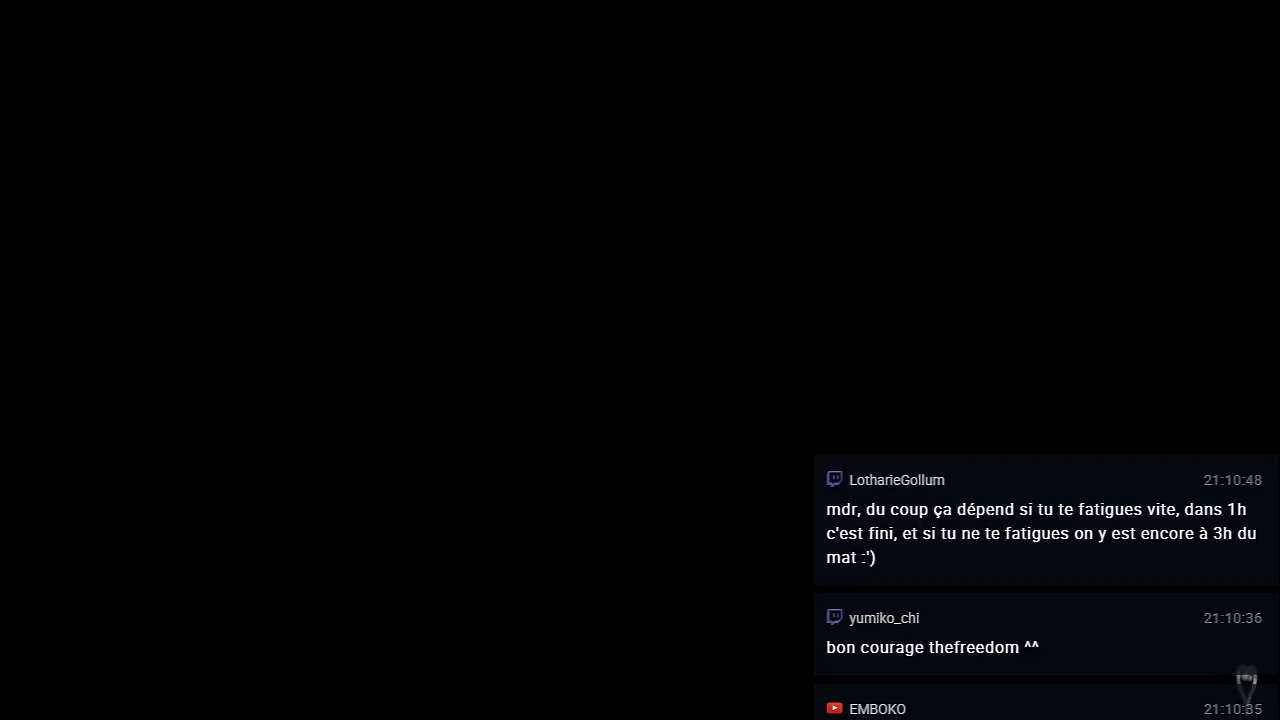 LotharieGollum 21:10:48
mdr, du coup ça dépend si tu te fatigues vite, dans 1h
c'est fini, et si tu ne te fatigues on y est encore à 3h du
mat :')
yumiko_chi 21:10:36
bon courage thefreedom ^^
EMBOKO 21:10:35